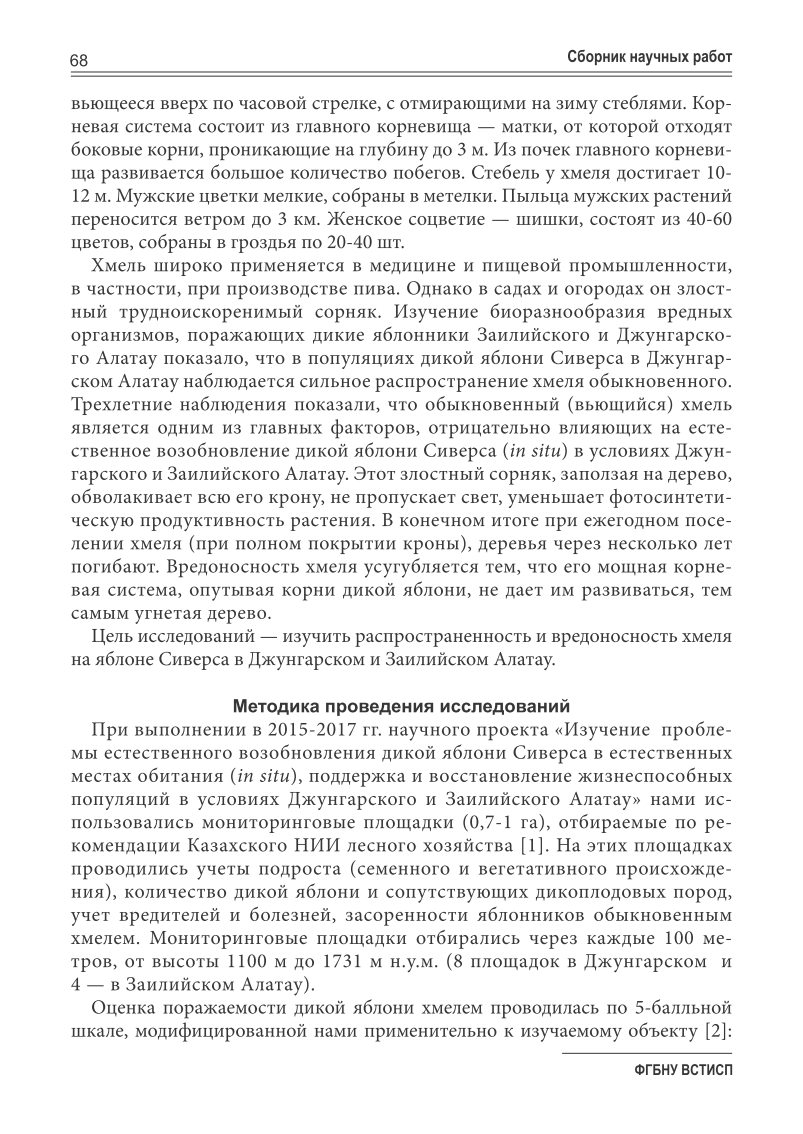 68
Сборник научных работ
вьющееся вверх по часовой стрелке, с отмирающими на зиму стеблями. Кор-
невая система состоит из главного корневища — матки, от которой отходят
боковые корни, проникающие на глубину до 3 м. Из почек главного корневи-
ща развивается большое количество побегов. Стебель у хмеля достигает 10-
12 м. Мужские цветки мелкие, собраны в метелки. Пыльца мужских растений
переносится ветром до 3 км. Женское соцветие — шишки, состоят из 40-60
цветов, собраны в гроздья по 20-40 шт.
Хмель широко применяется в медицине и пищевой промышленности,
в частности, при производстве пива. Однако в садах и огородах он злост-
ный трудноискоренимый сорняк. Изучение биоразнообразия вредных
организмов, поражающих дикие яблонники Заилийского и Джунгарско-
го Алатау показало, что в популяциях дикой яблони Сиверса в Джунгар-
ском Алатау наблюдается сильное распространение хмеля обыкновенного.
Трехлетние наблюдения показали, что обыкновенный (вьющийся) хмель
является одним из главных факторов, отрицательно влияющих на есте-
ственное возобновление дикой яблони Сиверса (in situ) в условиях Джун-
гарского и Заилийского Алатау. Этот злостный сорняк, заползая на дерево,
обволакивает всю его крону, не пропускает свет, уменьшает фотосинтети-
ческую продуктивность растения. В конечном итоге при ежегодном посе-
лении хмеля (при полном покрытии кроны), деревья через несколько лет
погибают. Вредоносность хмеля усугубляется тем, что его мощная корне-
вая система, опутывая корни дикой яблони, не дает им развиваться, тем
самым угнетая дерево.
Цель исследований — изучить распространенность и вредоносность хмеля
на яблоне Сиверса в Джунгарском и Заилийском Алатау.
Методика проведения исследований
При выполнении в 2015-2017 гг. научного проекта «Изучение проблe-
мы естественного возобновления дикой яблони Сиверса в естественных
местах обитания (in situ), поддержка и восстановление жизнеспособных
популяций в условиях Джунгарского и Заилийского Алатау» нами ис-
пользовались мониторинговые площадки (0,7-1 га), отбираемые по ре-
комендации Казахского НИИ лесного хозяйства [1]. На этих площадках
проводились учеты подроста (семенного и вегетативного происхожде-
ния), количество дикой яблони и сопутствующих дикоплодовых пород,
учет вредителей и болезней, засоренности яблонников обыкновенным
хмелем. Мониторинговые площадки отбирались через каждые 100 ме-
тров, от высоты 1100 м до 1731 м н.у.м. (8 площадок в Джунгарском и
4 — в Заилийском Алатау).
Оценка поражаемости дикой яблони хмелем проводилась по 5-балльной
шкале, модифицированной нами применительно к изучаемому объекту [2]:
ФГБНУ ВСТИСП